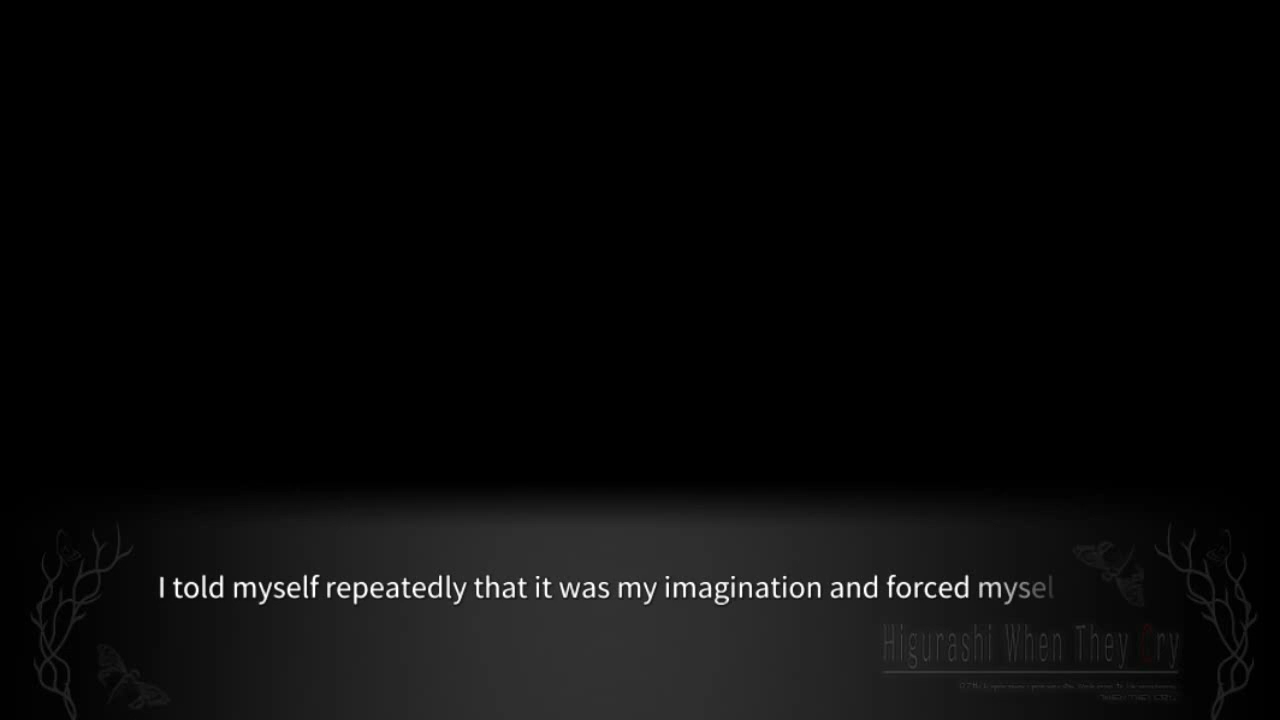 I told myself repeatedly that it was my imagination and forced mysel
Higurashi When They Cry